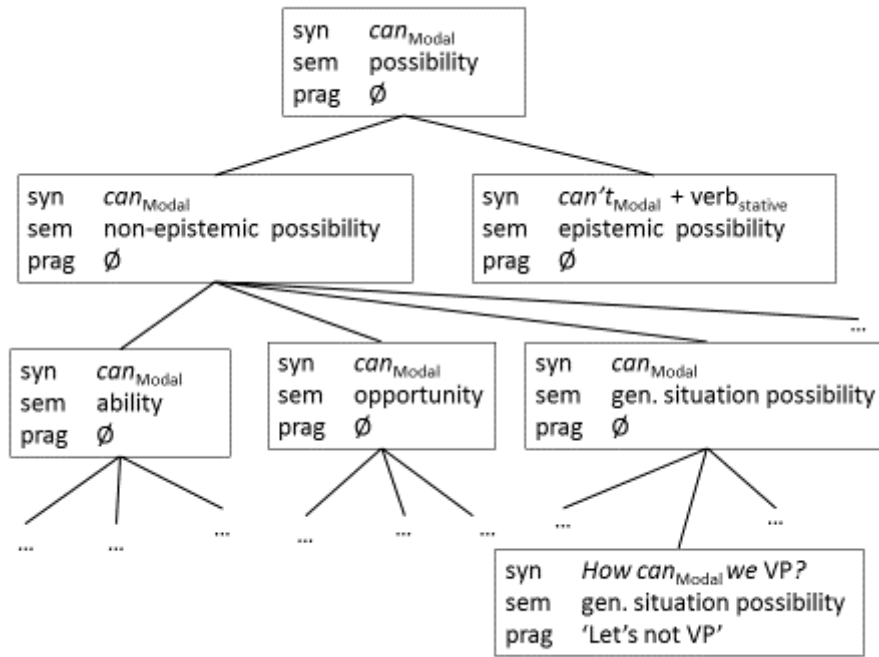 syn can_Modal
sem possibility
prag Ø
syn can_Modal
sem non-epistemic possibility
prag Ø
syn can't_Modal + verb_stative
sem epistemic possibility
prag Ø
...
syn can_Modal
sem ability
prag Ø
syn can_Modal
sem opportunity
prag Ø
syn can_Modal
sem gen. situation possibility
prag Ø
... ... ...
... ... ...
... ...
syn How can_Modal we VP?
sem gen. situation possibility
prag ‘Let’s not VP’